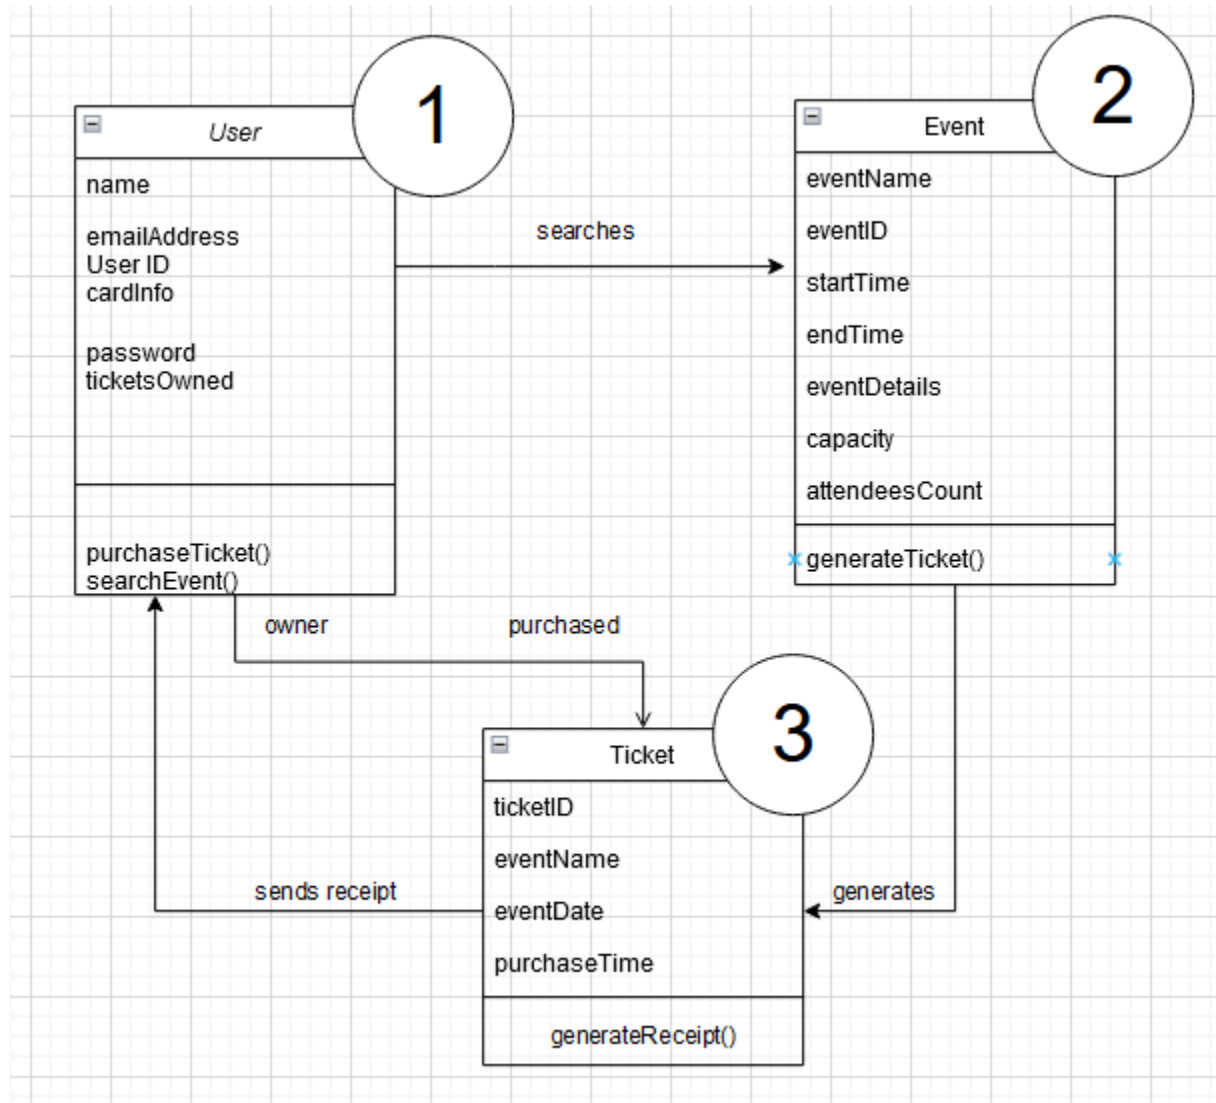 1
User
name
emailAddress
User ID
cardInfo
password
ticketsOwned
purchaseTicket()
searchEvent()
searches
2
Event
eventName
eventID
startTime
endTime
eventDetails
capacity
attendeesCount
generateTicket()
owner
purchased
3
Ticket
ticketID
eventName
eventDate
purchaseTime
generateReceipt()
sends receipt
generates